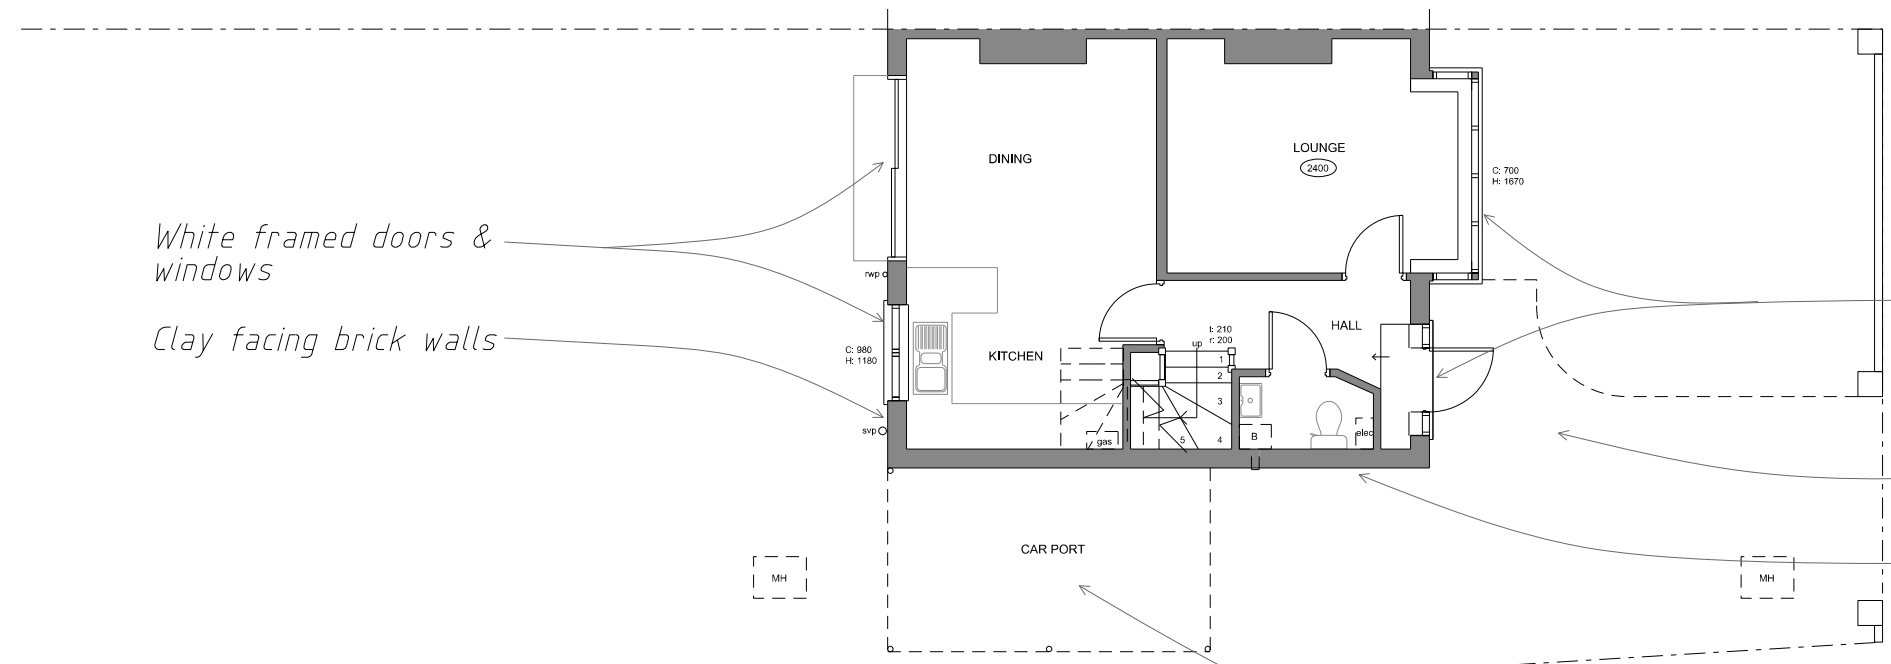 DINING
LOUNGE
2400
C: 700
H: 1670
White framed doors &
windows
rwp
Clay facing brick walls
t: 210
r: 200
HALL
up
C: 980
H: 1180
KITCHEN
1
2
3
4
5
svp
gas
B
elec
CAR PORT
MH
MH